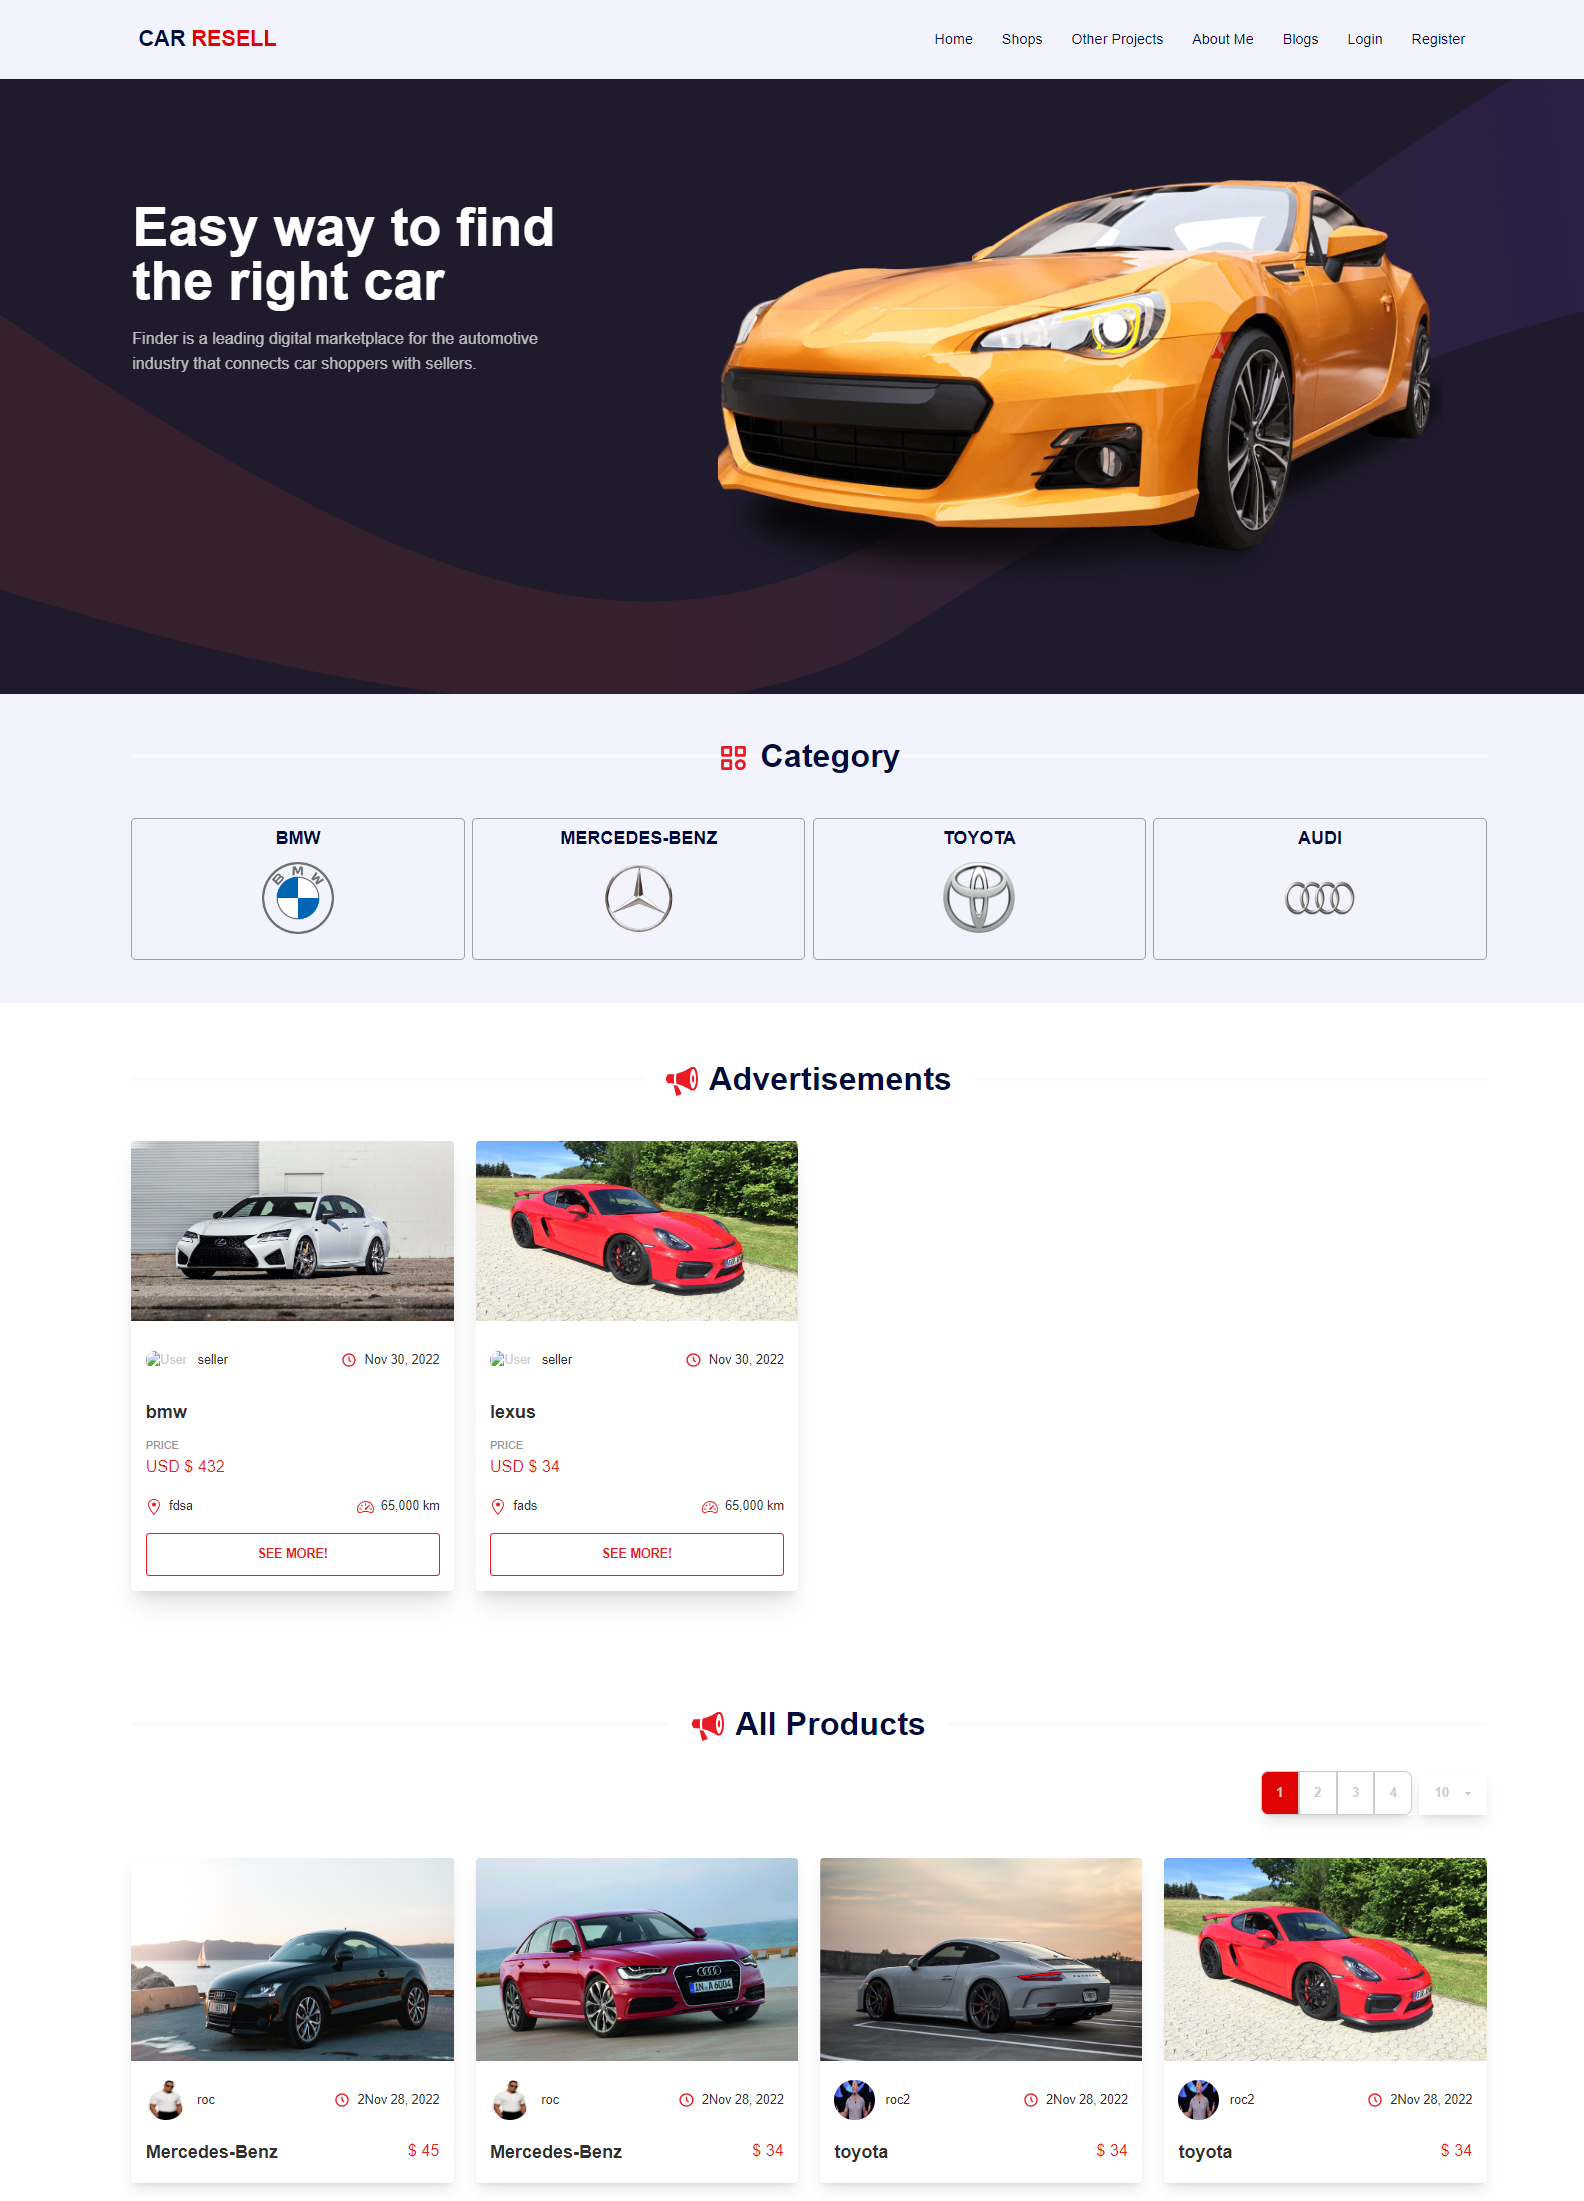 CAR RESELL
Home Shops Other Projects About Me Blogs Login Register
Easy way to find
the right car
Finder is a leading digital marketplace for the automotive
industry that connects car shoppers with sellers.
Category
BMW
BMW
MERCEDES-BENZ
TOYOTA
AUDI
Advertisements
User seller Nov 30, 2022
bmw
PRICE
USD $ 432
fdsa 65,000 km
SEE MORE!
User seller Nov 30, 2022
lexus
PRICE
USD $ 34
fads 65,000 km
SEE MORE!
All Products
1 2 3 4 10
roc 2Nov 28, 2022
Mercedes-Benz $ 45
IN-A 6004
roc 2Nov 28, 2022
Mercedes-Benz $ 34
roc2 2Nov 28, 2022
toyota $ 34
roc2 2Nov 28, 2022
toyota $ 34